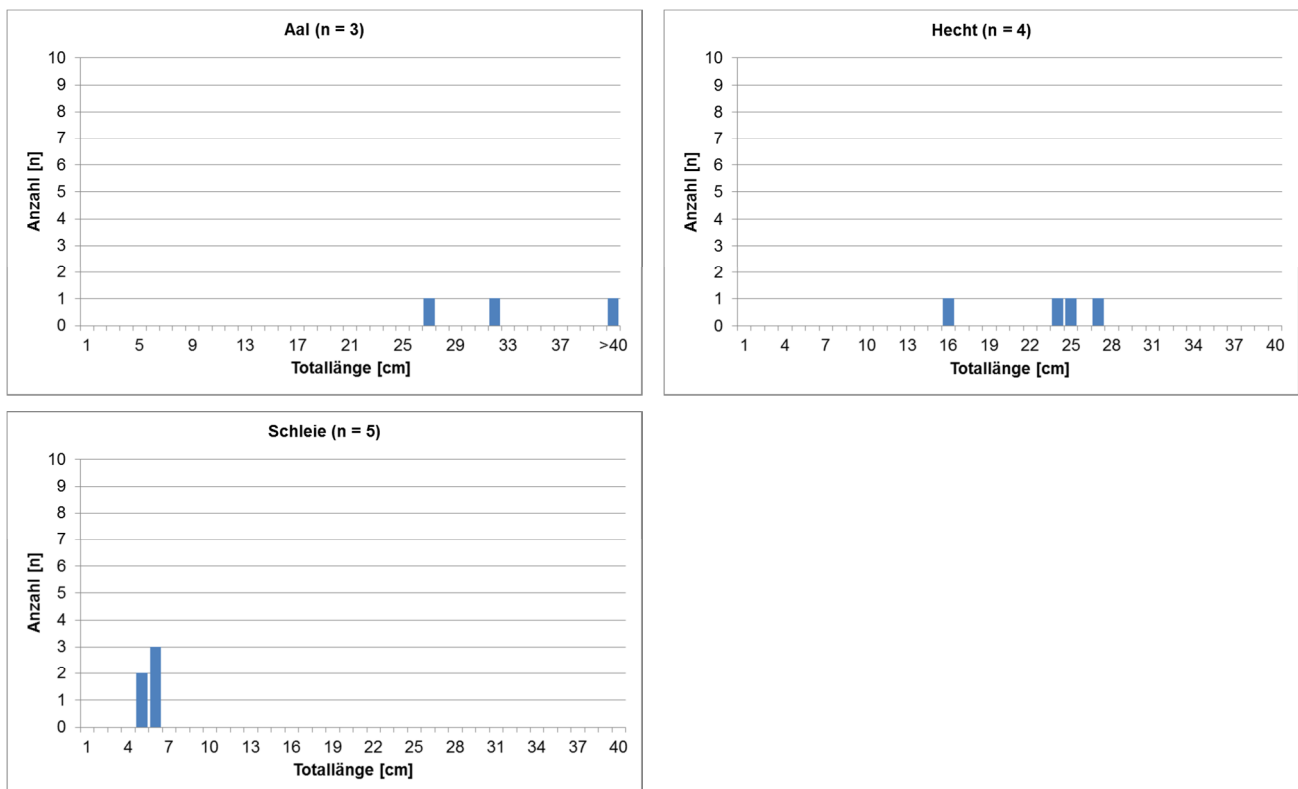 Aal (n = 3)
10
9
8
7
6
5
4
3
2
1
0
Anzahl [n]
1 5 9 13 17 21 25 29 33 37 >40
Totallänge [cm]
Hecht (n = 4)
10
9
8
7
6
5
4
3
2
1
0
Anzahl [n]
1 4 7 10 13 16 19 22 25 28 31 34 37 40
Totallänge [cm]
Schleie (n = 5)
10
9
8
7
6
5
4
3
2
1
0
Anzahl [n]
1 4 7 10 13 16 19 22 25 28 31 34 37 40
Totallänge [cm]